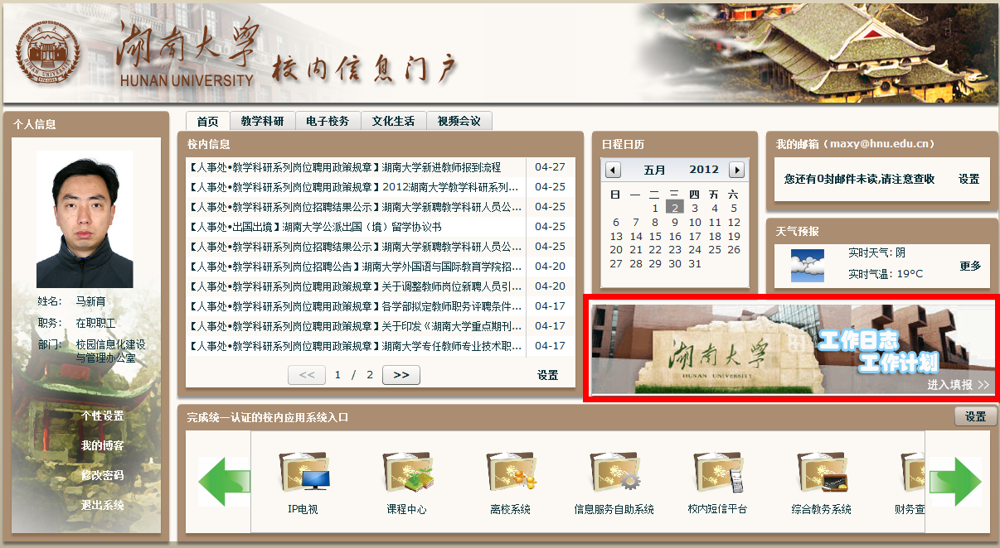 湖南大学
HUNAN UNIVERSITY
校内信息门户
个人信息
姓名： 马新育
职务： 在职职工
部门： 校园信息化建设
与管理办公室
个性设置
我的博客
修改密码
退出系统
首页 教学科研 电子校务 文化生活 视频会议
校内信息
【人事处•教学科研系列岗位聘用政策规章】湖南大学新进教师报到流程 04-27
【人事处•教学科研系列岗位聘用政策规章】2012湖南大学教学科研系列... 04-25
【人事处•教学科研系列岗位招聘结果公示】湖南大学新聘教学科研人员公... 04-25
【人事处•出国出境】湖南大学公派出国（境）留学协议书 04-25
【人事处•教学科研系列岗位招聘结果公示】湖南大学新聘教学科研人员公... 04-25
【人事处•教学科研系列岗位招聘公告】湖南大学外国语与国际教育学院招... 04-20
【人事处•教学科研系列岗位聘用政策规章】关于调整教师岗位新聘人员引... 04-20
【人事处•教学科研系列岗位聘用政策规章】各学部拟定教师职务评聘条件... 04-17
【人事处•教学科研系列岗位聘用政策规章】关于印发《湖南大学重点期刊... 04-17
【人事处•教学科研系列岗位聘用政策规章】湖南大学专任教师专业技术职... 04-17
<< 1 / 2 >> 设置
日程日历
五月 2012
日 一 二 三 四 五 六
1 2 3 4 5
6 7 8 9 10 11 12
13 14 15 16 17 18 19
20 21 22 23 24 25 26
27 28 29 30 31
我的邮箱（maxy@hnu.edu.cn）
您还有0封邮件未读,请注意查收 设置
天气预报
实时天气: 阴
实时气温: 19°C
更多
湖南大学
HUNAN UNIVERSITY
工作日志
工作计划
进入填报 >>
完成统一认证的校内应用系统入口 设置
IP电视 课程中心 离校系统 信息服务自助系统 校内短信平台 综合教务系统 财务查